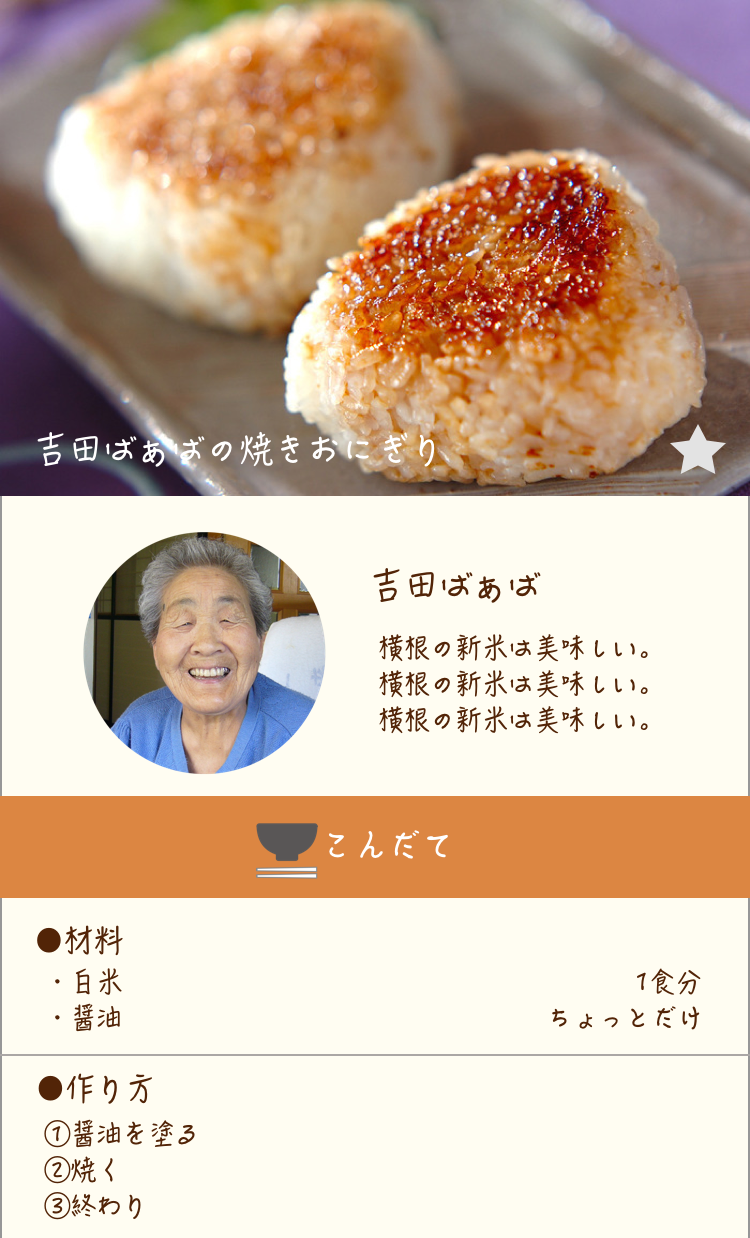 吉田ばぁばの焼きおにぎり
吉田ばぁば
横根の新米は美味しい。
横根の新米は美味しい。
横根の新米は美味しい。
こんだて
●材料
・白米 1食分
・醤油 ちょっとだけ
●作り方
①醤油を塗る
②焼く
③終わり